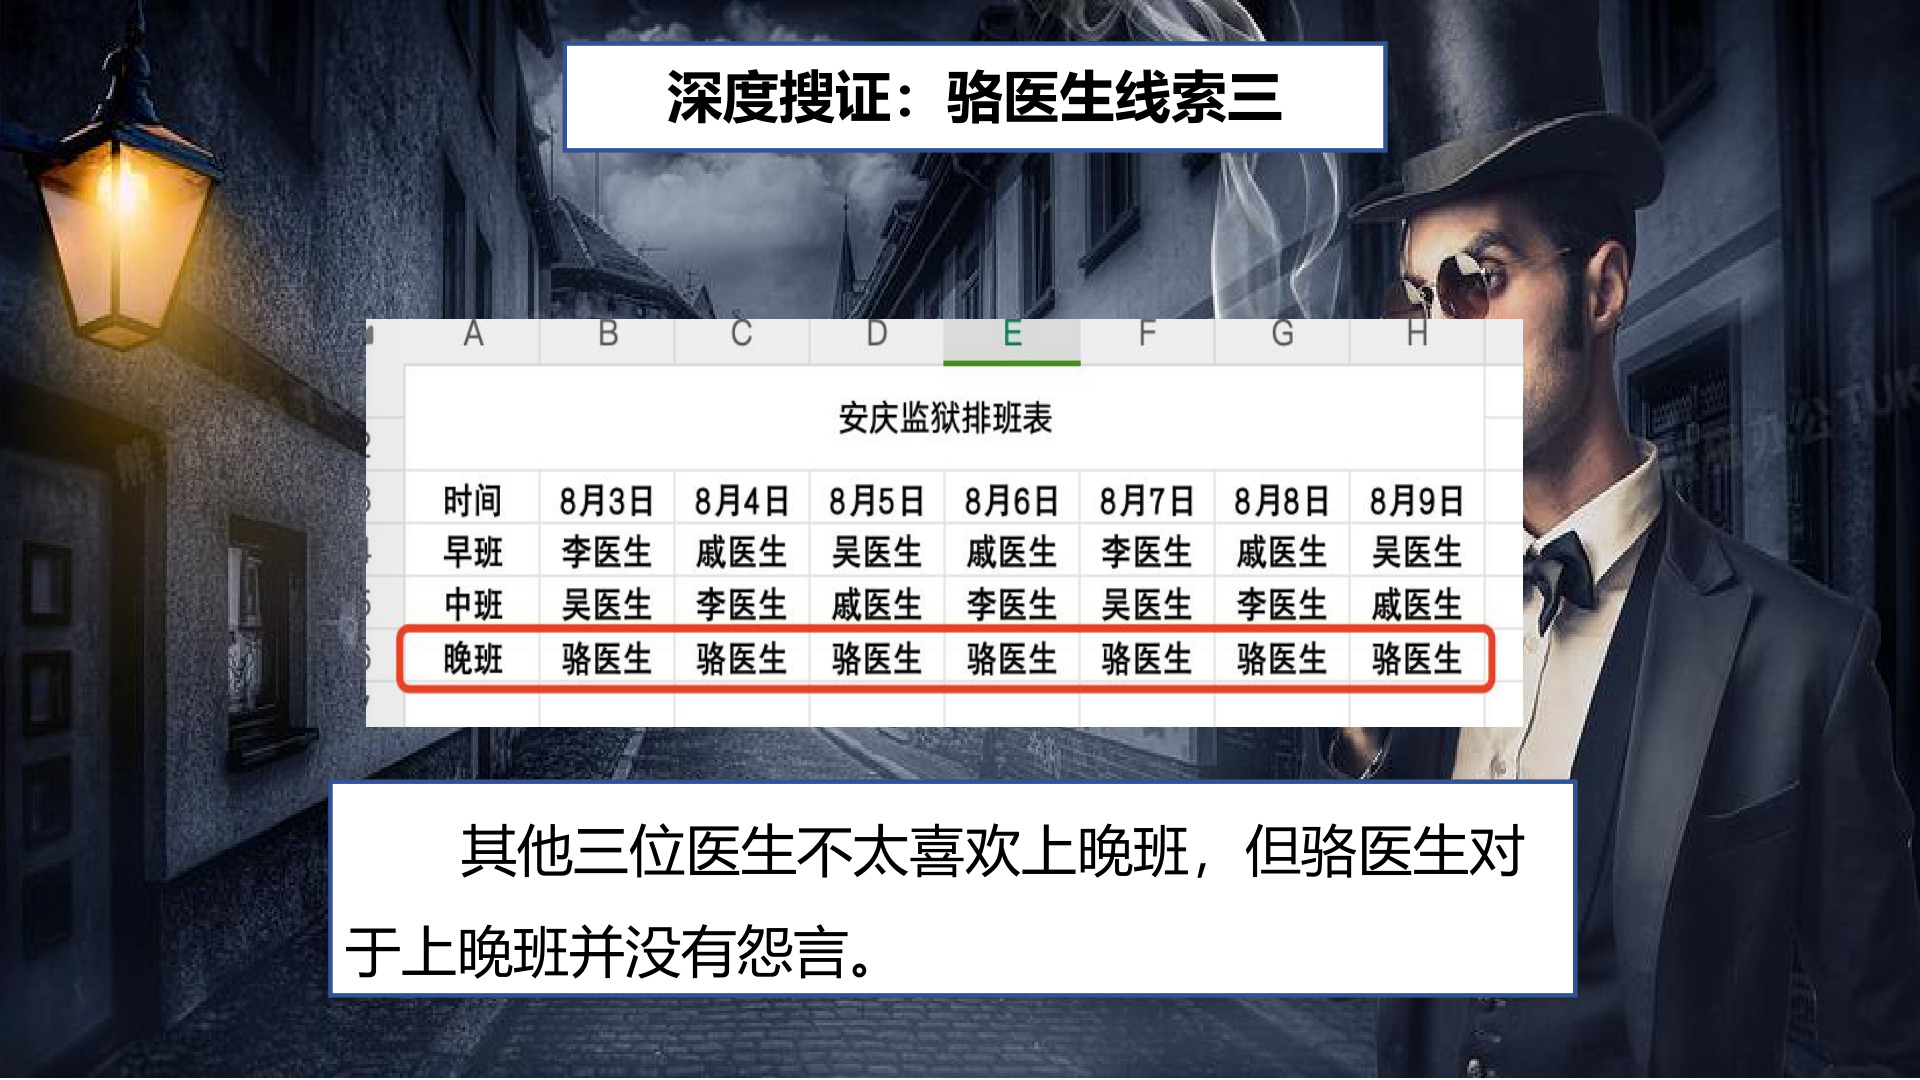 深度搜证：骆医生线索三
A B C D E F G H
安庆监狱排班表
时间 8月3日 8月4日 8月5日 8月6日 8月7日 8月8日 8月9日
早班 李医生 戚医生 吴医生 戚医生 李医生 戚医生 吴医生
中班 吴医生 李医生 戚医生 李医生 吴医生 李医生 戚医生
晚班 骆医生 骆医生 骆医生 骆医生 骆医生 骆医生 骆医生
其他三位医生不太喜欢上晚班，但骆医生对
于上晚班并没有怨言。